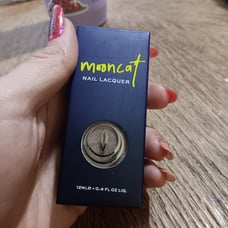 mooncat
NAIL LACQUER
12ML℮ • 0.4 FL OZ LIQ.